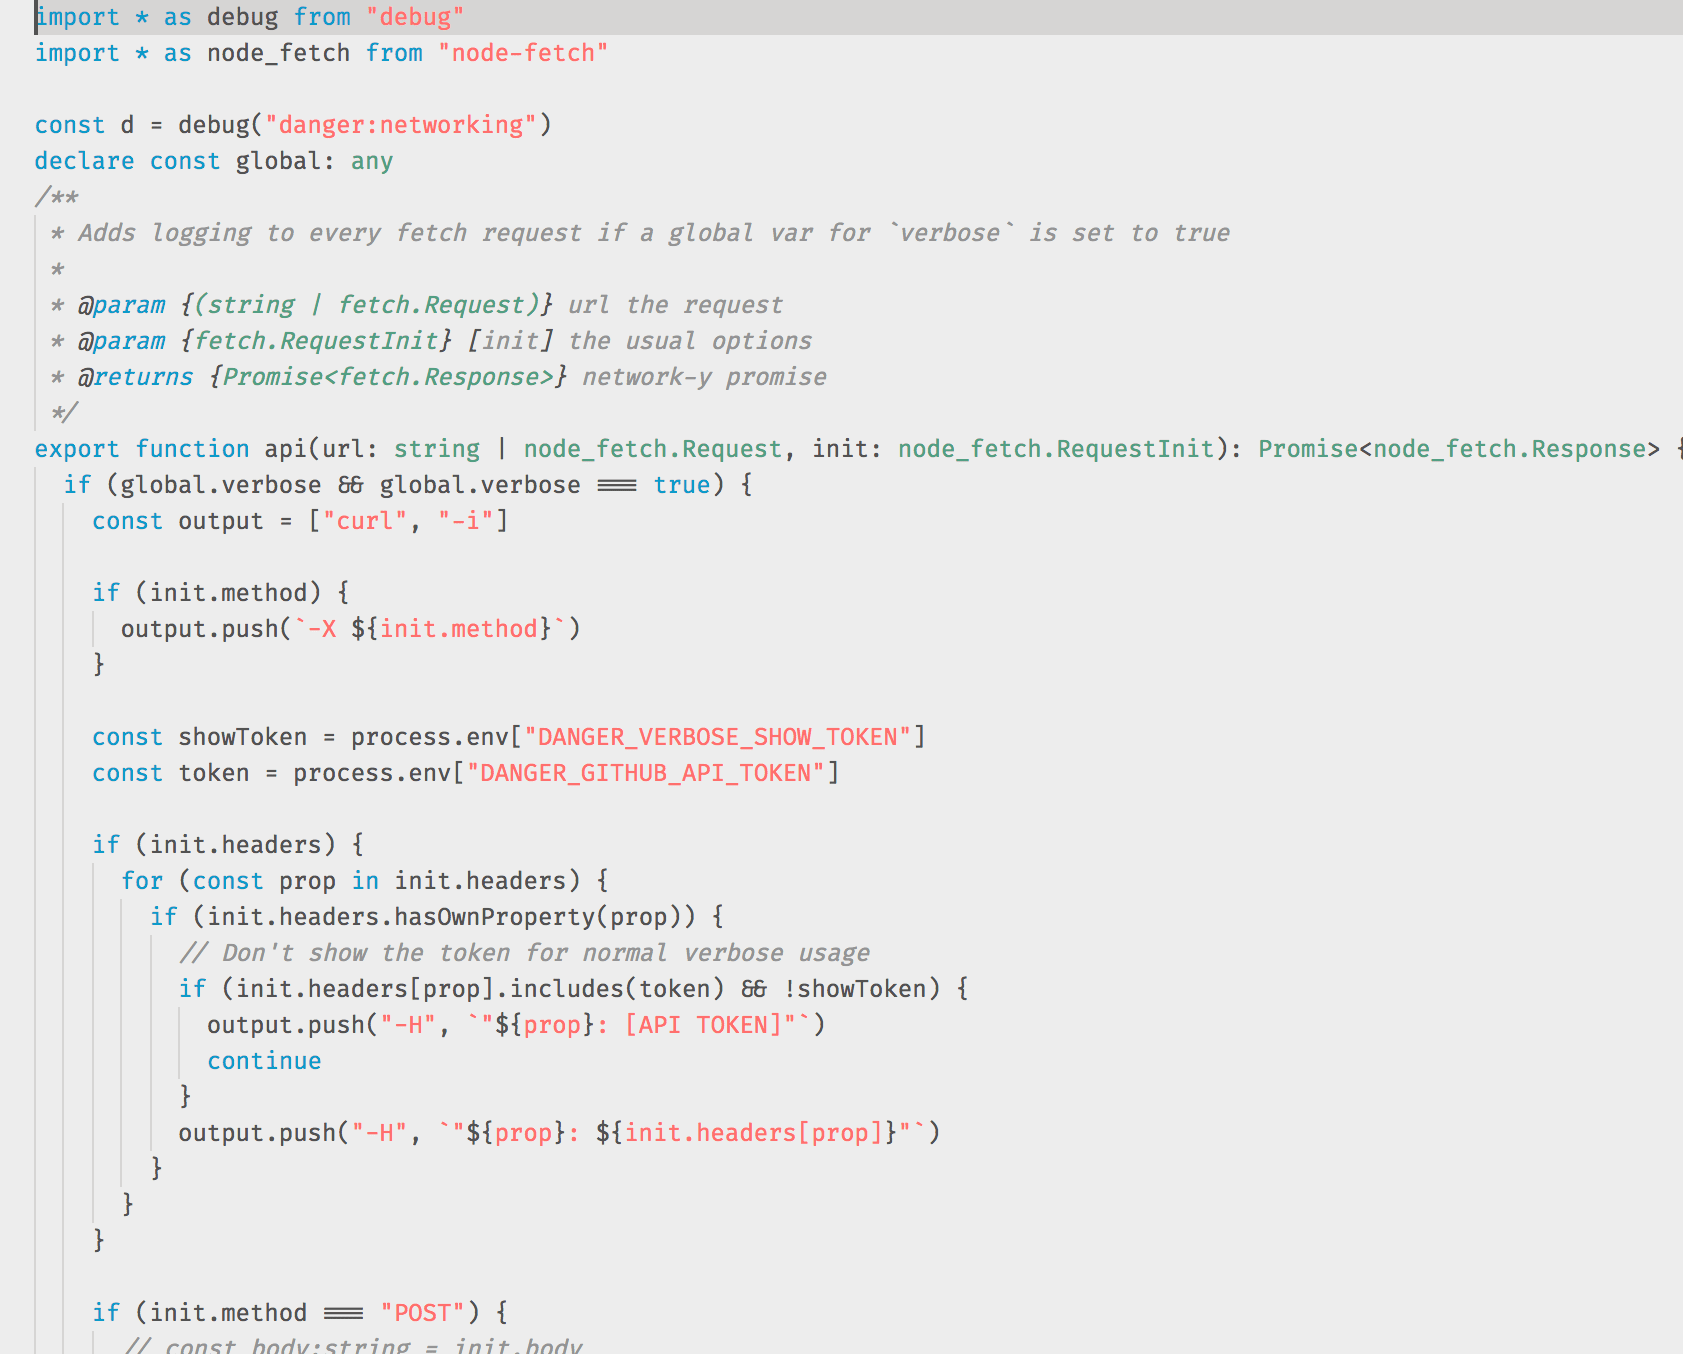 import * as debug from "debug"
import * as node_fetch from "node-fetch"

const d = debug("danger:networking")
declare const global: any
/**
 * Adds logging to every fetch request if a global var for `verbose` is set to true
 *
 * @param {(string | fetch.Request)} url the request
 * @param {fetch.RequestInit} [init] the usual options
 * @returns {Promise<fetch.Response>} network-y promise
 */
export function api(url: string | node_fetch.Request, init: node_fetch.RequestInit): Promise<node_fetch.Response> {
  if (global.verbose && global.verbose === true) {
    const output = ["curl", "-i"]

    if (init.method) {
      output.push(`-X ${init.method}`)
    }

    const showToken = process.env["DANGER_VERBOSE_SHOW_TOKEN"]
    const token = process.env["DANGER_GITHUB_API_TOKEN"]

    if (init.headers) {
      for (const prop in init.headers) {
        if (init.headers.hasOwnProperty(prop)) {
          // Don't show the token for normal verbose usage
          if (init.headers[prop].includes(token) && !showToken) {
            output.push("-H", `"${prop}: [API TOKEN]"`)
            continue
          }
          output.push("-H", `"${prop}: ${init.headers[prop]}"`)
        }
      }
    }

    if (init.method === "POST") {
      // const body:string = init.body